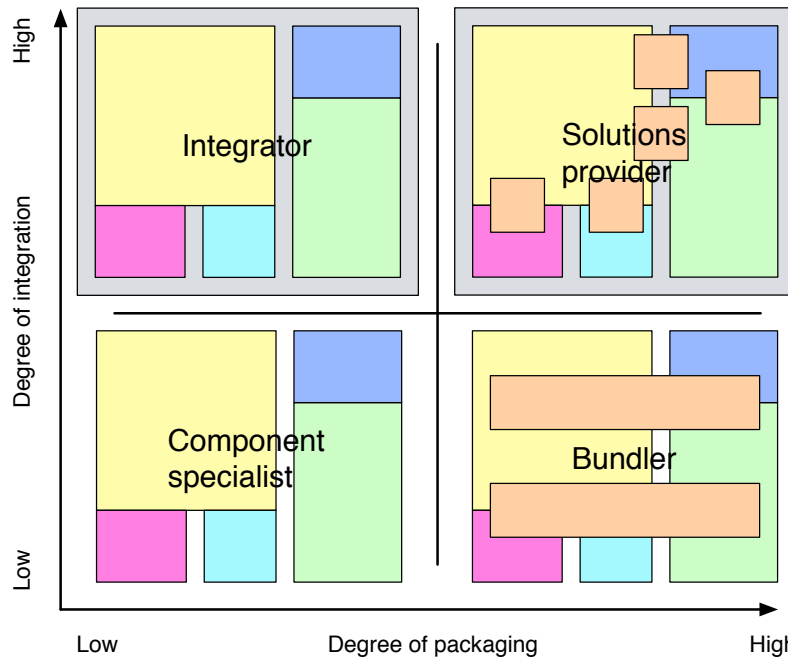 High
Integrator
Solutions
provider
Degree of integration
Component
specialist
Bundler
Low
Low
Degree of packaging
High